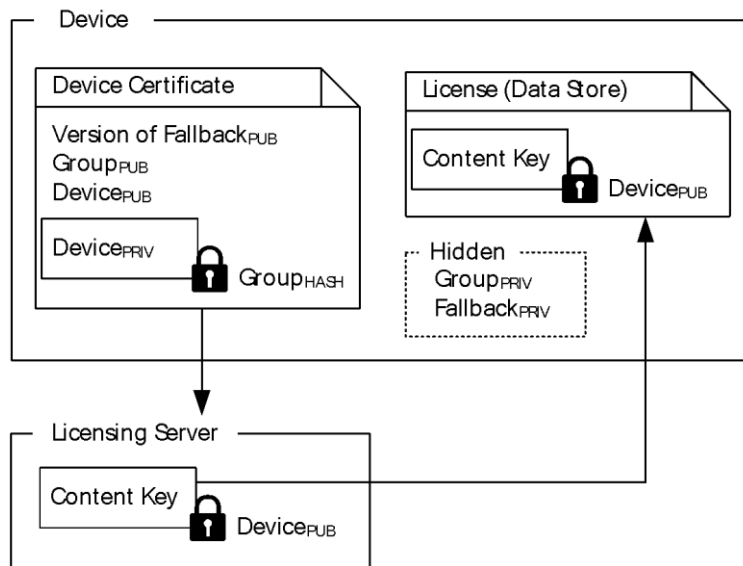 Device
Device Certificate
Version of FallbackPUB
GroupPUB
DevicePUB
DevicePRIV
GroupHASH
License (Data Store)
Content Key
DevicePUB
Hidden
GroupPRIV
FallbackPRIV
Licensing Server
Content Key
DevicePUB